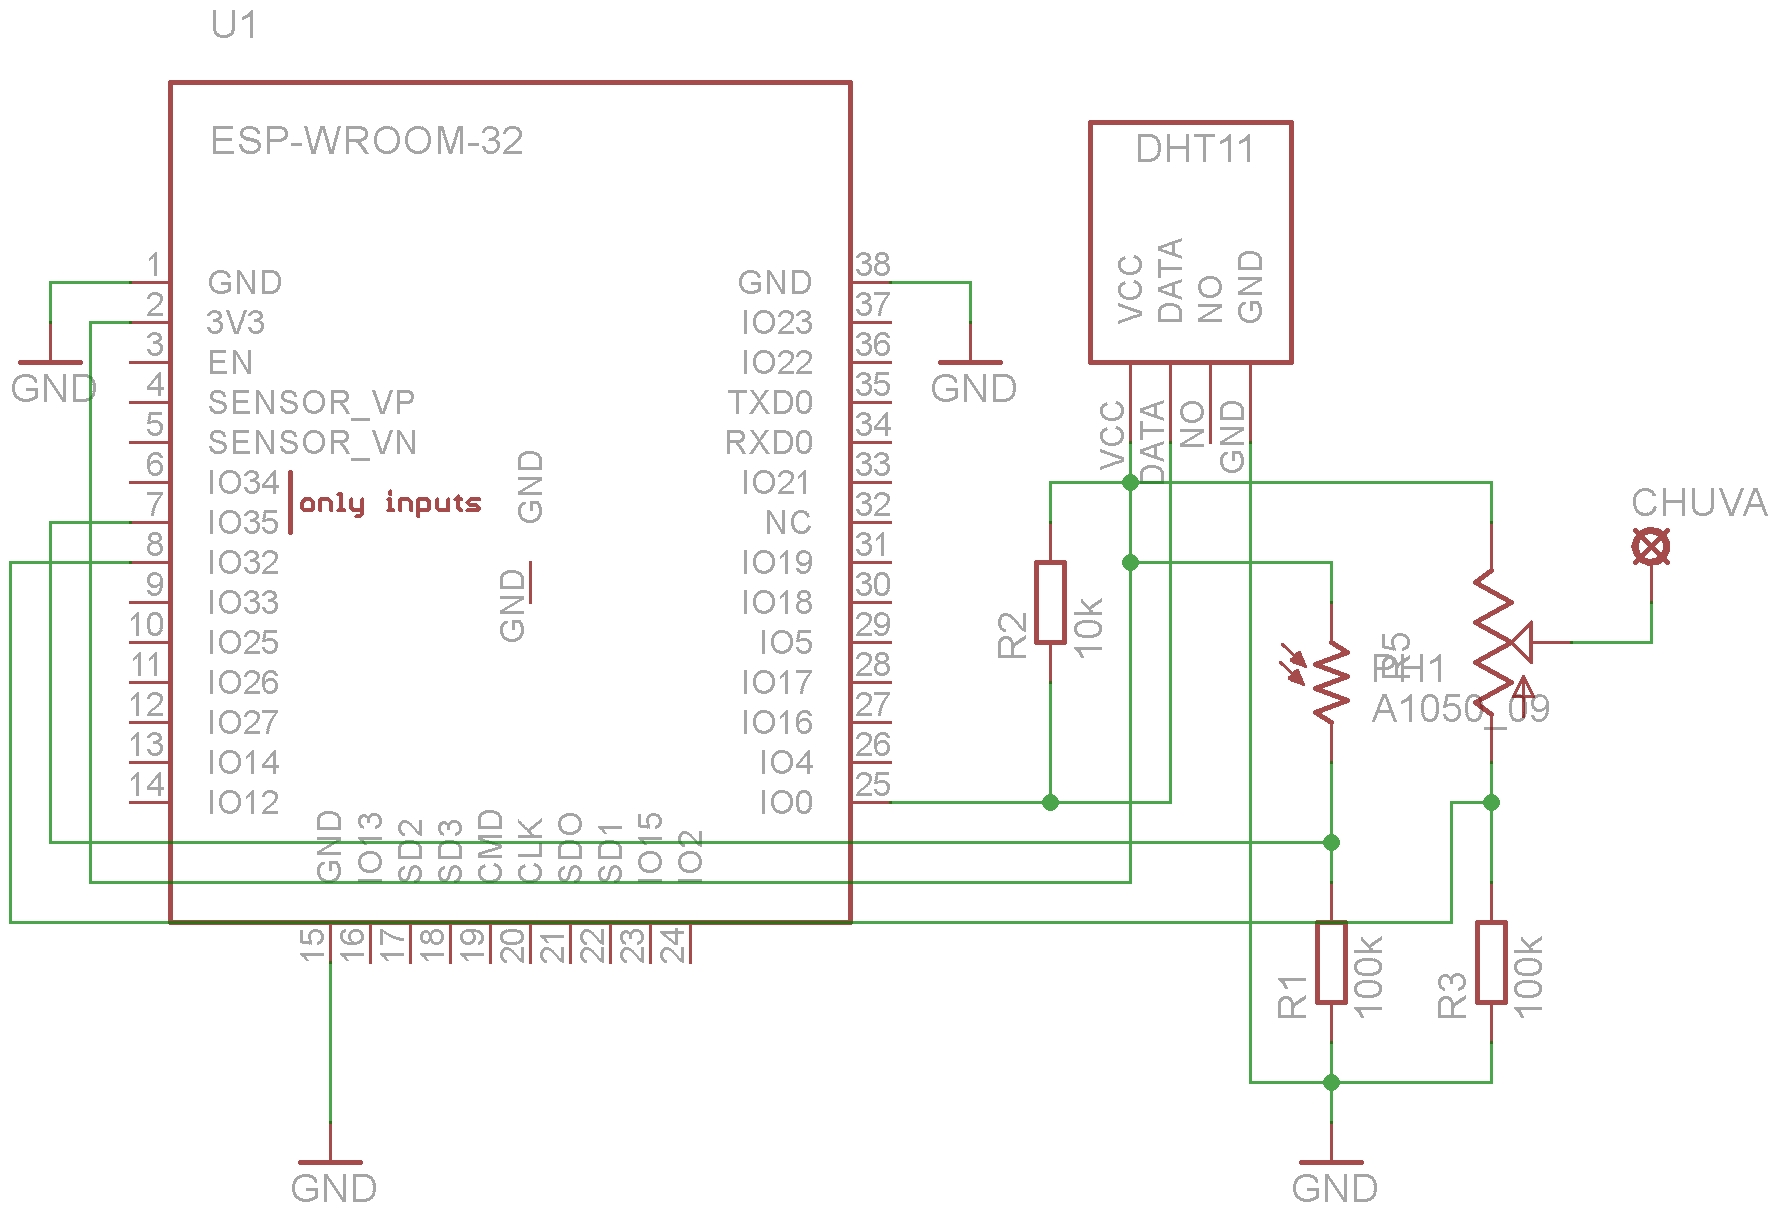 U1
ESP-WROOM-32
DHT11
VCC
DATA
NO
GND
1
GND
2
3V3
3
EN
4
SENSOR_VP
5
SENSOR_VN
6
IO34
7
IO35
only inputs
8
IO32
9
IO33
10
IO25
11
IO26
12
IO27
13
IO14
14
IO12
GND
GND
38
GND
37
IO23
36
IO22
35
TXD0
34
RXD0
33
IO21
32
NC
31
IO19
30
IO18
29
IO5
28
IO17
27
IO16
26
IO4
25
IO0
GND
IO13
SD2
SD3
CMD
CLK
SDO
SD1
IO15
IO2
15
16
17
18
19
20
21
22
23
24
GND
GND
VCC
DATA
NO
GND
CHUVA
R2
10k
R5
PH1
A1050_09
R1
100k
R3
100k
GND
GND